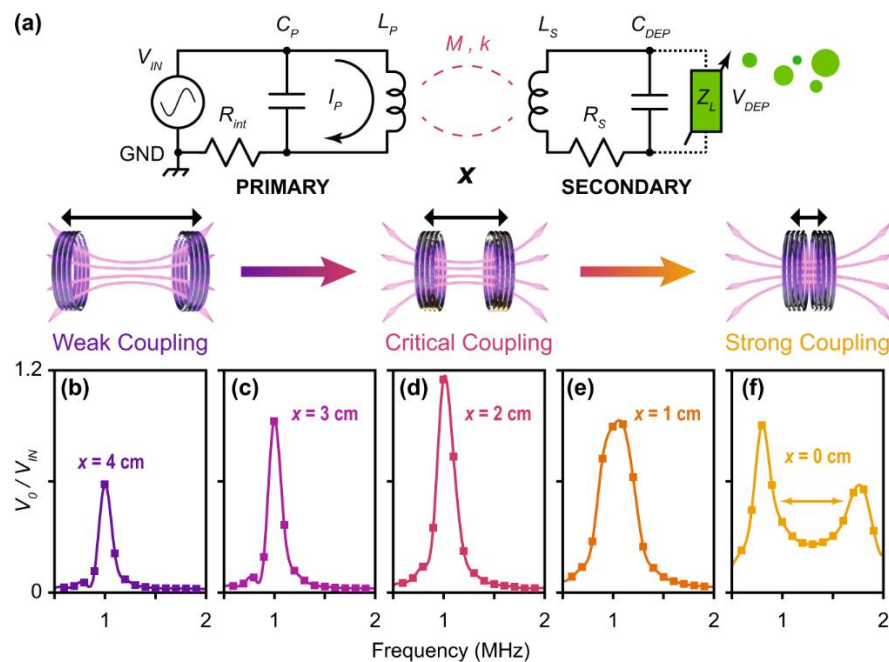 (a)
C_P L_P L_S C_DEP
V_IN M , k
I_P Z_L V_DEP
R_int R_S
GND
PRIMARY x SECONDARY
Weak Coupling Critical Coupling Strong Coupling
1.2 (b) (c) (d) (e) (f)
x = 4 cm x = 3 cm x = 2 cm x = 1 cm x = 0 cm
V_0 / V_IN
0
1 2 1 2 1 2 1 2 1 2
Frequency (MHz)